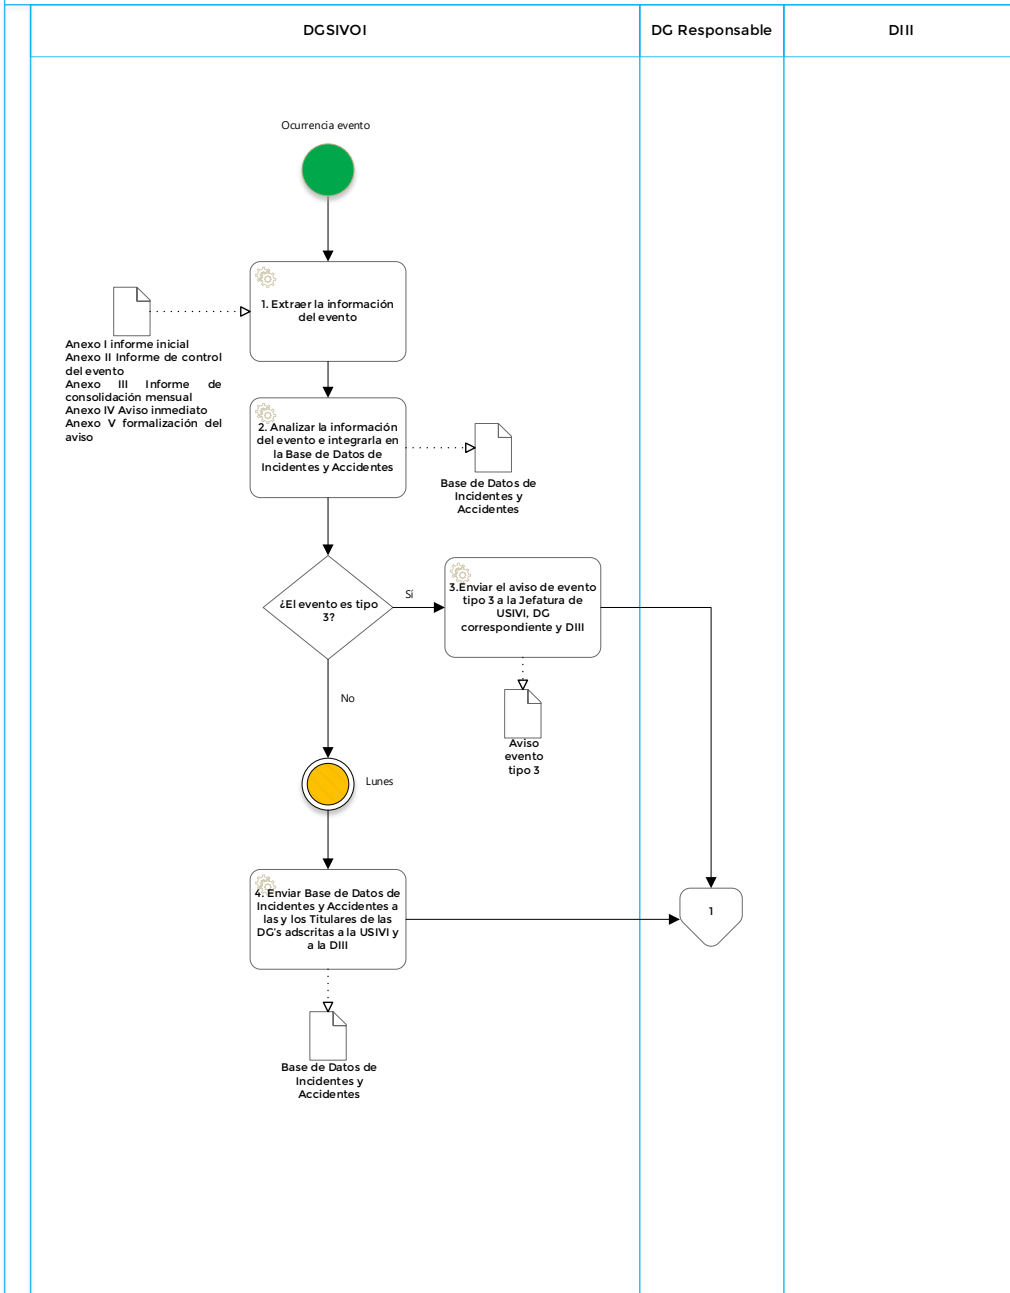 DGSIVOI
DG Responsable
DIII
Ocurrencia evento
1. Extraer la información
del evento
Anexo I informe inicial
Anexo II Informe de control
del evento
Anexo III Informe de
consolidación mensual
Anexo IV Aviso inmediato
Anexo V formalización del
aviso
2. Analizar la información
del evento e integrarla en
la Base de Datos de
Incidentes y Accidentes
Base de Datos de
Incidentes y
Accidentes
¿El evento es tipo
3?
Sí
3.Enviar el aviso de evento
tipo 3 a la Jefatura de
USIVI, DG
correspondiente y DIII
No
Aviso
evento
tipo 3
Lunes
4. Enviar Base de Datos de
Incidentes y Accidentes a
las y los Titulares de las
DG's adscritas a la USIVI y
a la DIII
1
Base de Datos de
Incidentes y
Accidentes